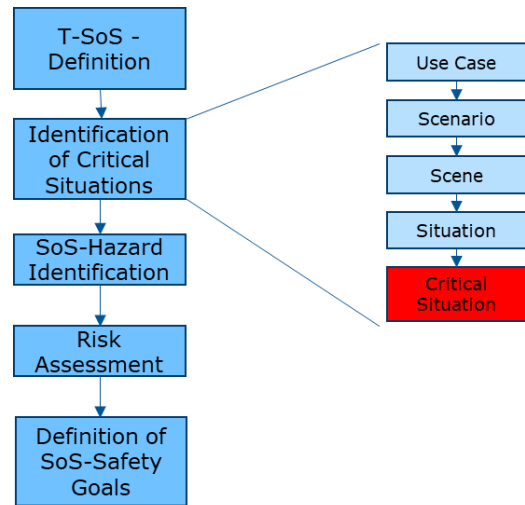 T-SoS -
Definition
Identification
of Critical
Situations
SoS-Hazard
Identification
Risk
Assessment
Definition of
SoS-Safety
Goals
Use Case
Scenario
Scene
Situation
Critical
Situation